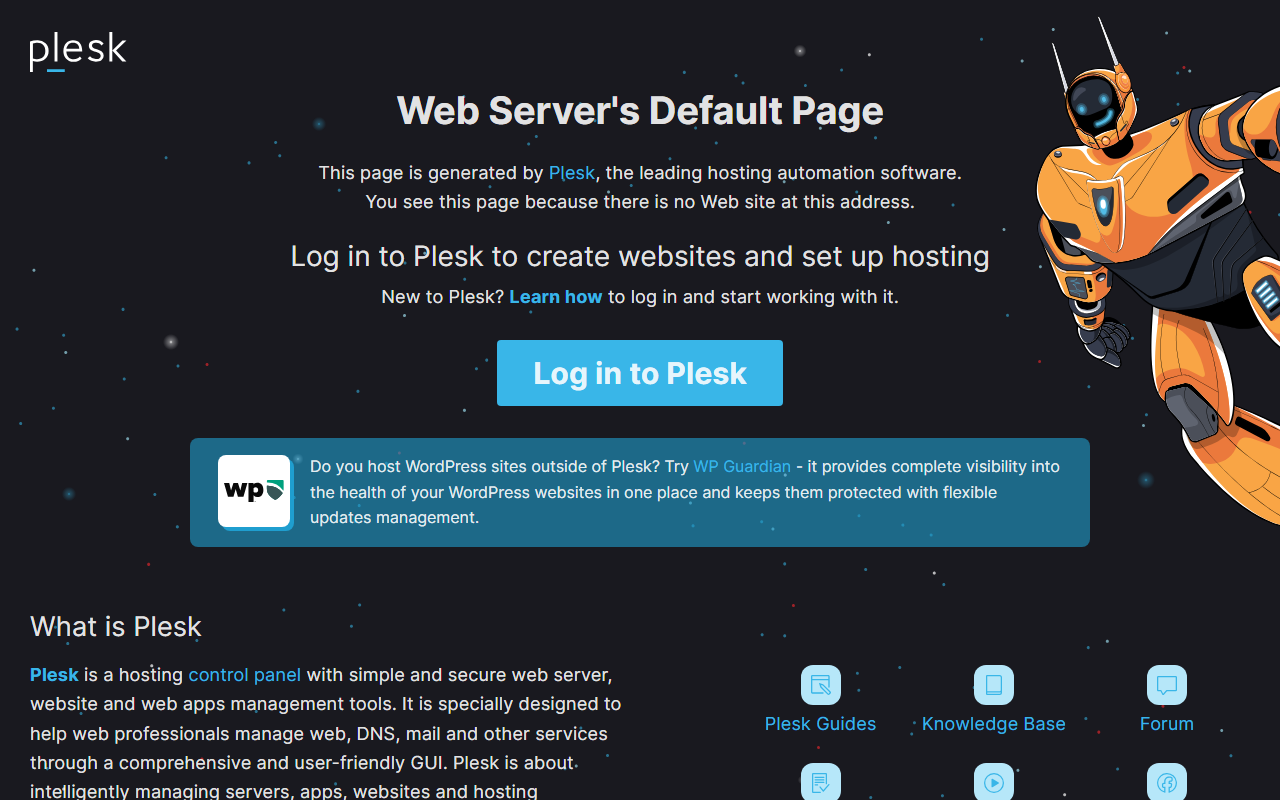 plesk
Web Server's Default Page
This page is generated by Plesk, the leading hosting automation software.
You see this page because there is no Web site at this address.
Log in to Plesk to create websites and set up hosting
New to Plesk? Learn how to log in and start working with it.
Log in to Plesk
wp
Do you host WordPress sites outside of Plesk? Try WP Guardian - it provides complete visibility into
the health of your WordPress websites in one place and keeps them protected with flexible
updates management.
What is Plesk
Plesk is a hosting control panel with simple and secure web server,
website and web apps management tools. It is specially designed to
help web professionals manage web, DNS, mail and other services
through a comprehensive and user-friendly GUI. Plesk is about
intelligently managing servers, apps, websites and hosting
Plesk Guides
Knowledge Base
Forum